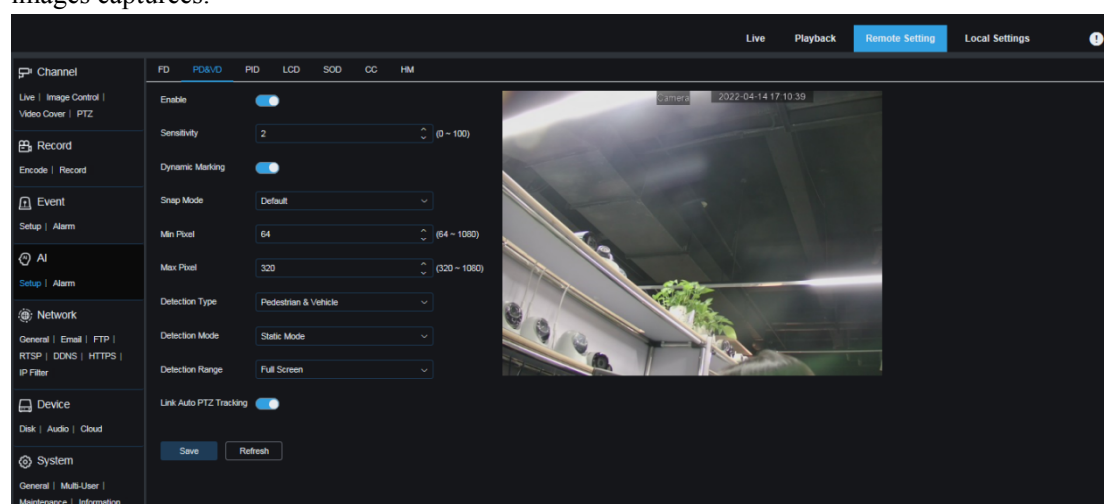 images capturees.
Live Playback Remote Setting Local Settings
Channel
Live | Image Control |
Video Cover | PTZ
Record
Encode | Record
Event
Setup | Alarm
AI
Setup | Alarm
Network
General | Email | FTP |
RTSP | DDNS | HTTPS |
IP Filter
Device
Disk | Audio | Cloud
System
General | Multi-User |
Maintenance | Information
FD PD&VD PID LCD SOD CC HM
Enable
Sensitivity 2 (0 ~ 100)
Dynamic Marking
Snap Mode Default
Min Pixel 64 (64 ~ 1080)
Max Pixel 320 (320 ~ 1080)
Detection Type Pedestrian & Vehicle
Detection Mode Static Mode
Detection Range Full Screen
Link Auto PTZ Tracking
Save Refresh
Camera 2022-04-14 17:10:39